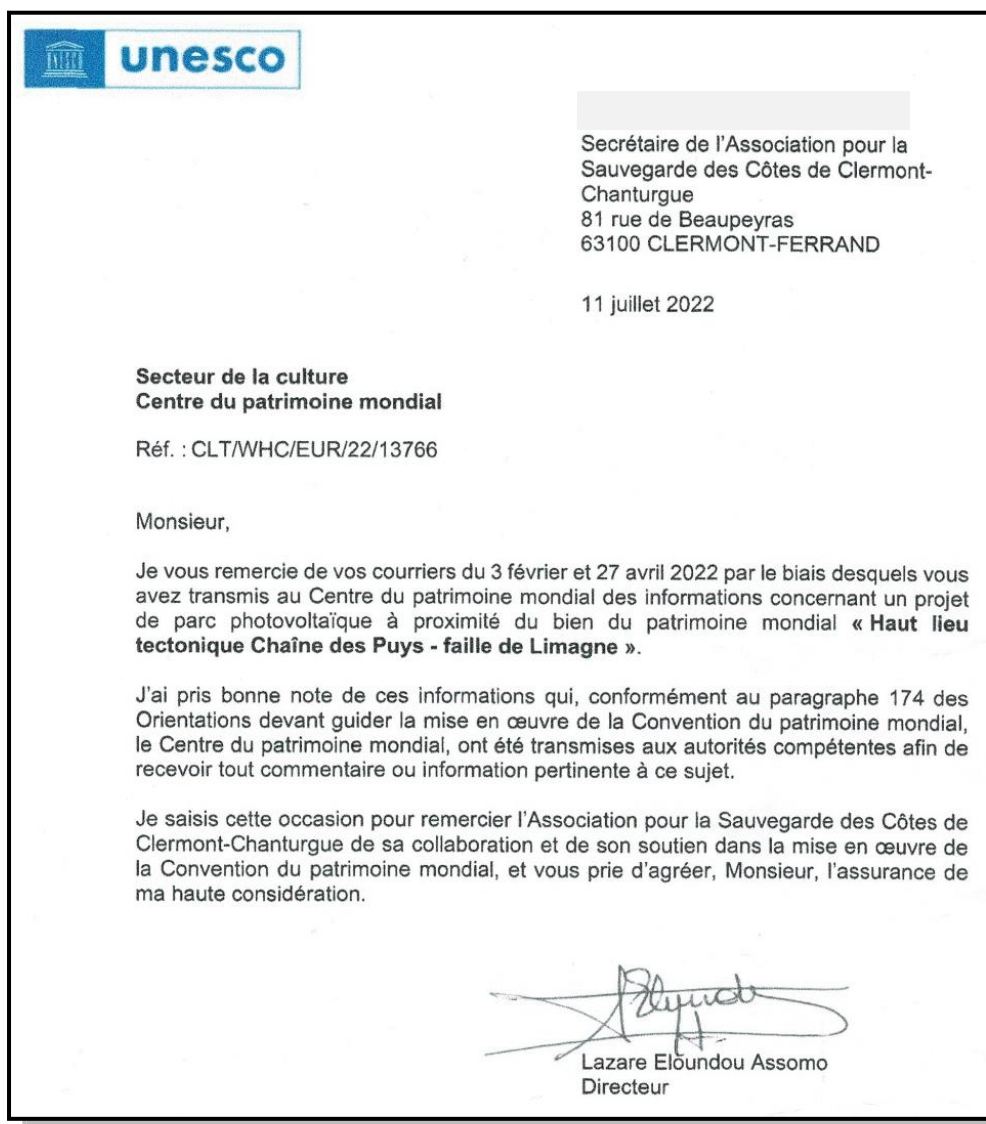 unesco
Secrétaire de l'Association pour la
Sauvegarde des Côtes de Clermont-
Chanturgue
81 rue de Beaupeyras
63100 CLERMONT-FERRAND
11 juillet 2022
Secteur de la culture
Centre du patrimoine mondial
Réf. : CLT/WHC/EUR/22/13766
Monsieur,
Je vous remercie de vos courriers du 3 février et 27 avril 2022 par le biais desquels vous
avez transmis au Centre du patrimoine mondial des informations concernant un projet
de parc photovoltaïque à proximité du bien du patrimoine mondial « Haut lieu
tectonique Chaîne des Puys - faille de Limagne ».
J'ai pris bonne note de ces informations qui, conformément au paragraphe 174 des
Orientations devant guider la mise en œuvre de la Convention du patrimoine mondial,
le Centre du patrimoine mondial, ont été transmises aux autorités compétentes afin de
recevoir tout commentaire ou information pertinente à ce sujet.
Je saisis cette occasion pour remercier l'Association pour la Sauvegarde des Côtes de
Clermont-Chanturgue de sa collaboration et de son soutien dans la mise en œuvre de
la Convention du patrimoine mondial, et vous prie d'agréer, Monsieur, l'assurance de
ma haute considération.
Lazare Eloundou Assomo
Directeur